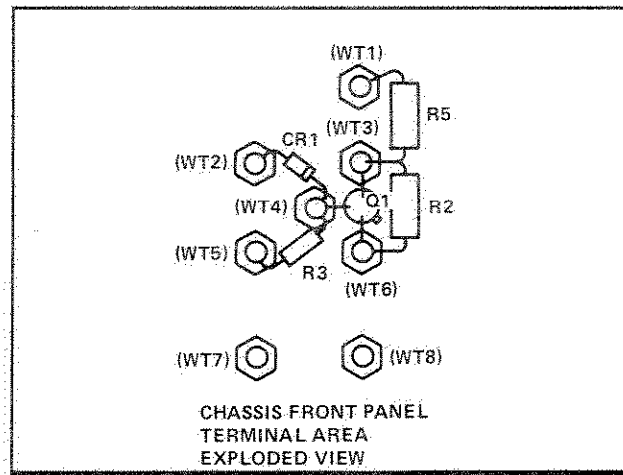 (WT1)
R5
(WT3)
CR1
(WT2)
(WT4)
Q1
R2
(WT5)
R3
(WT6)
(WT7)
(WT8)
CHASSIS FRONT PANEL
TERMINAL AREA
EXPLODED VIEW